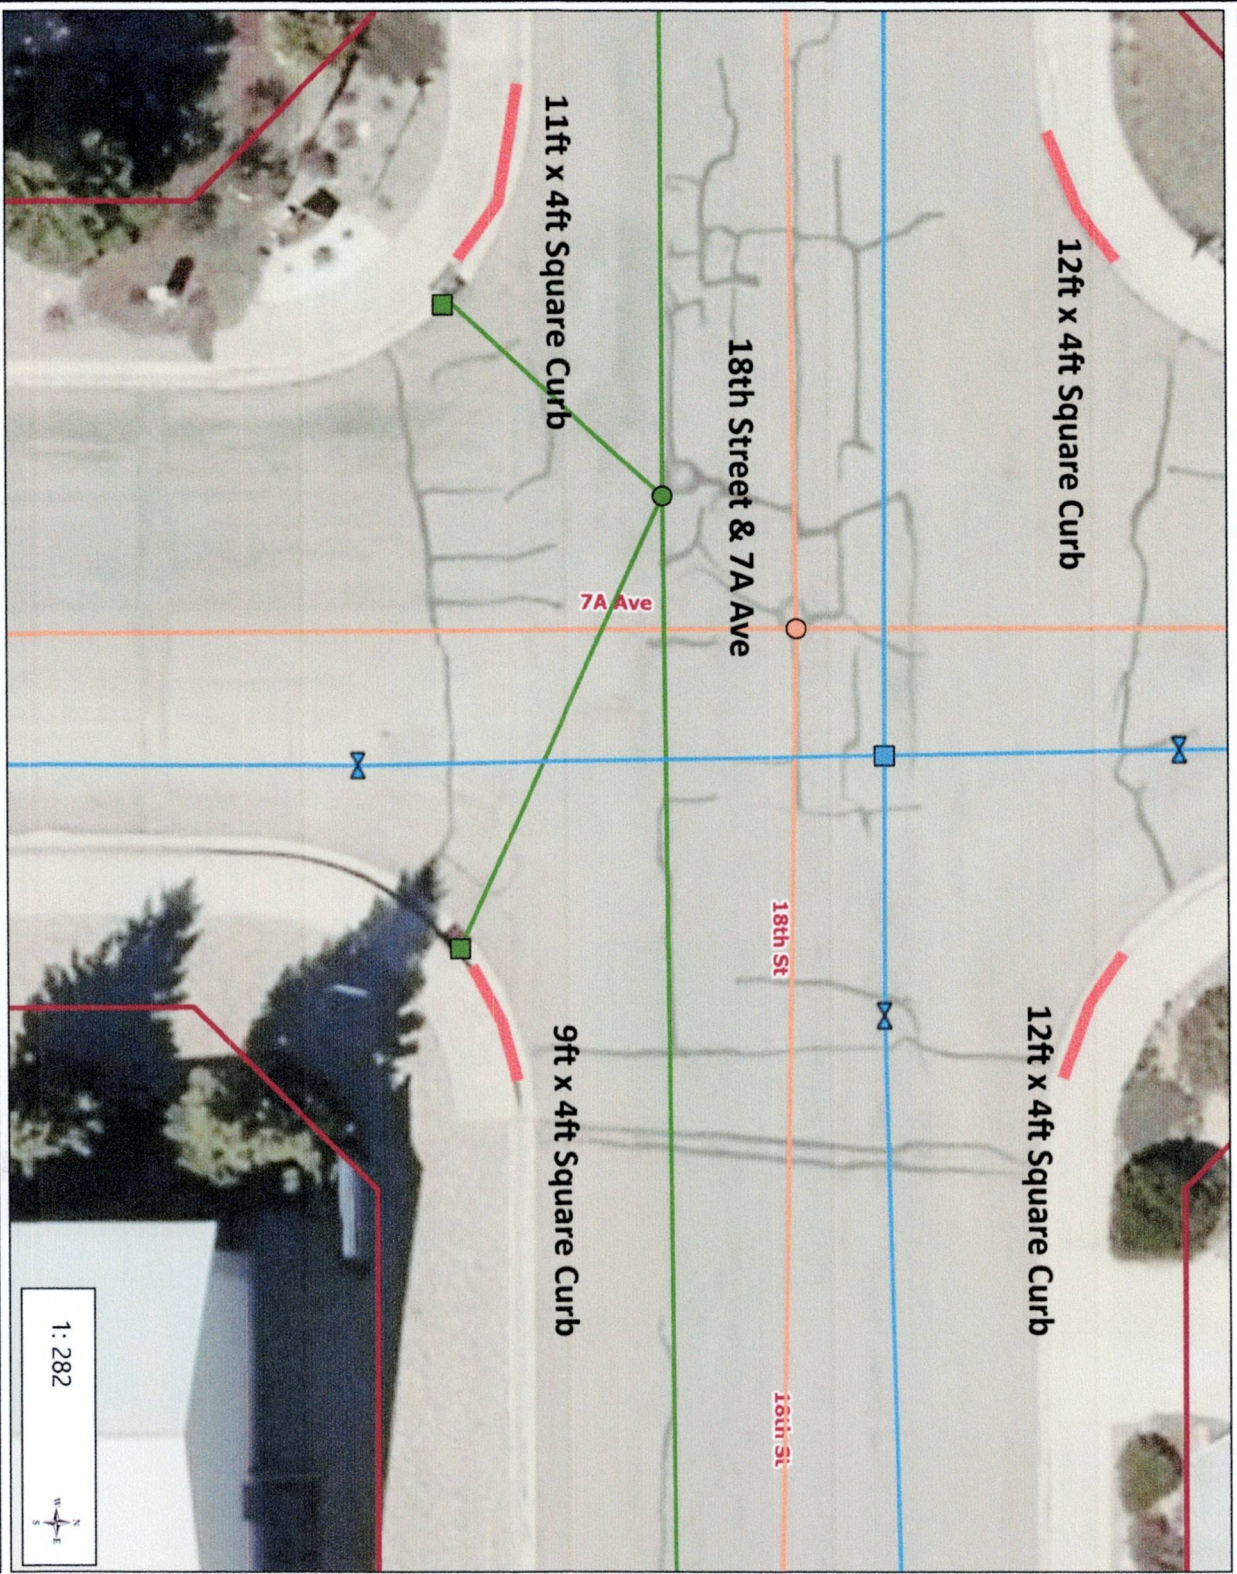 12ft x 4ft Square Curb
12ft x 4ft Square Curb
18th Street & 7A Ave
18th St
18th St
11ft x 4ft Square Curb
7A Ave
9ft x 4ft Square Curb
1: 282
N
W
E
S